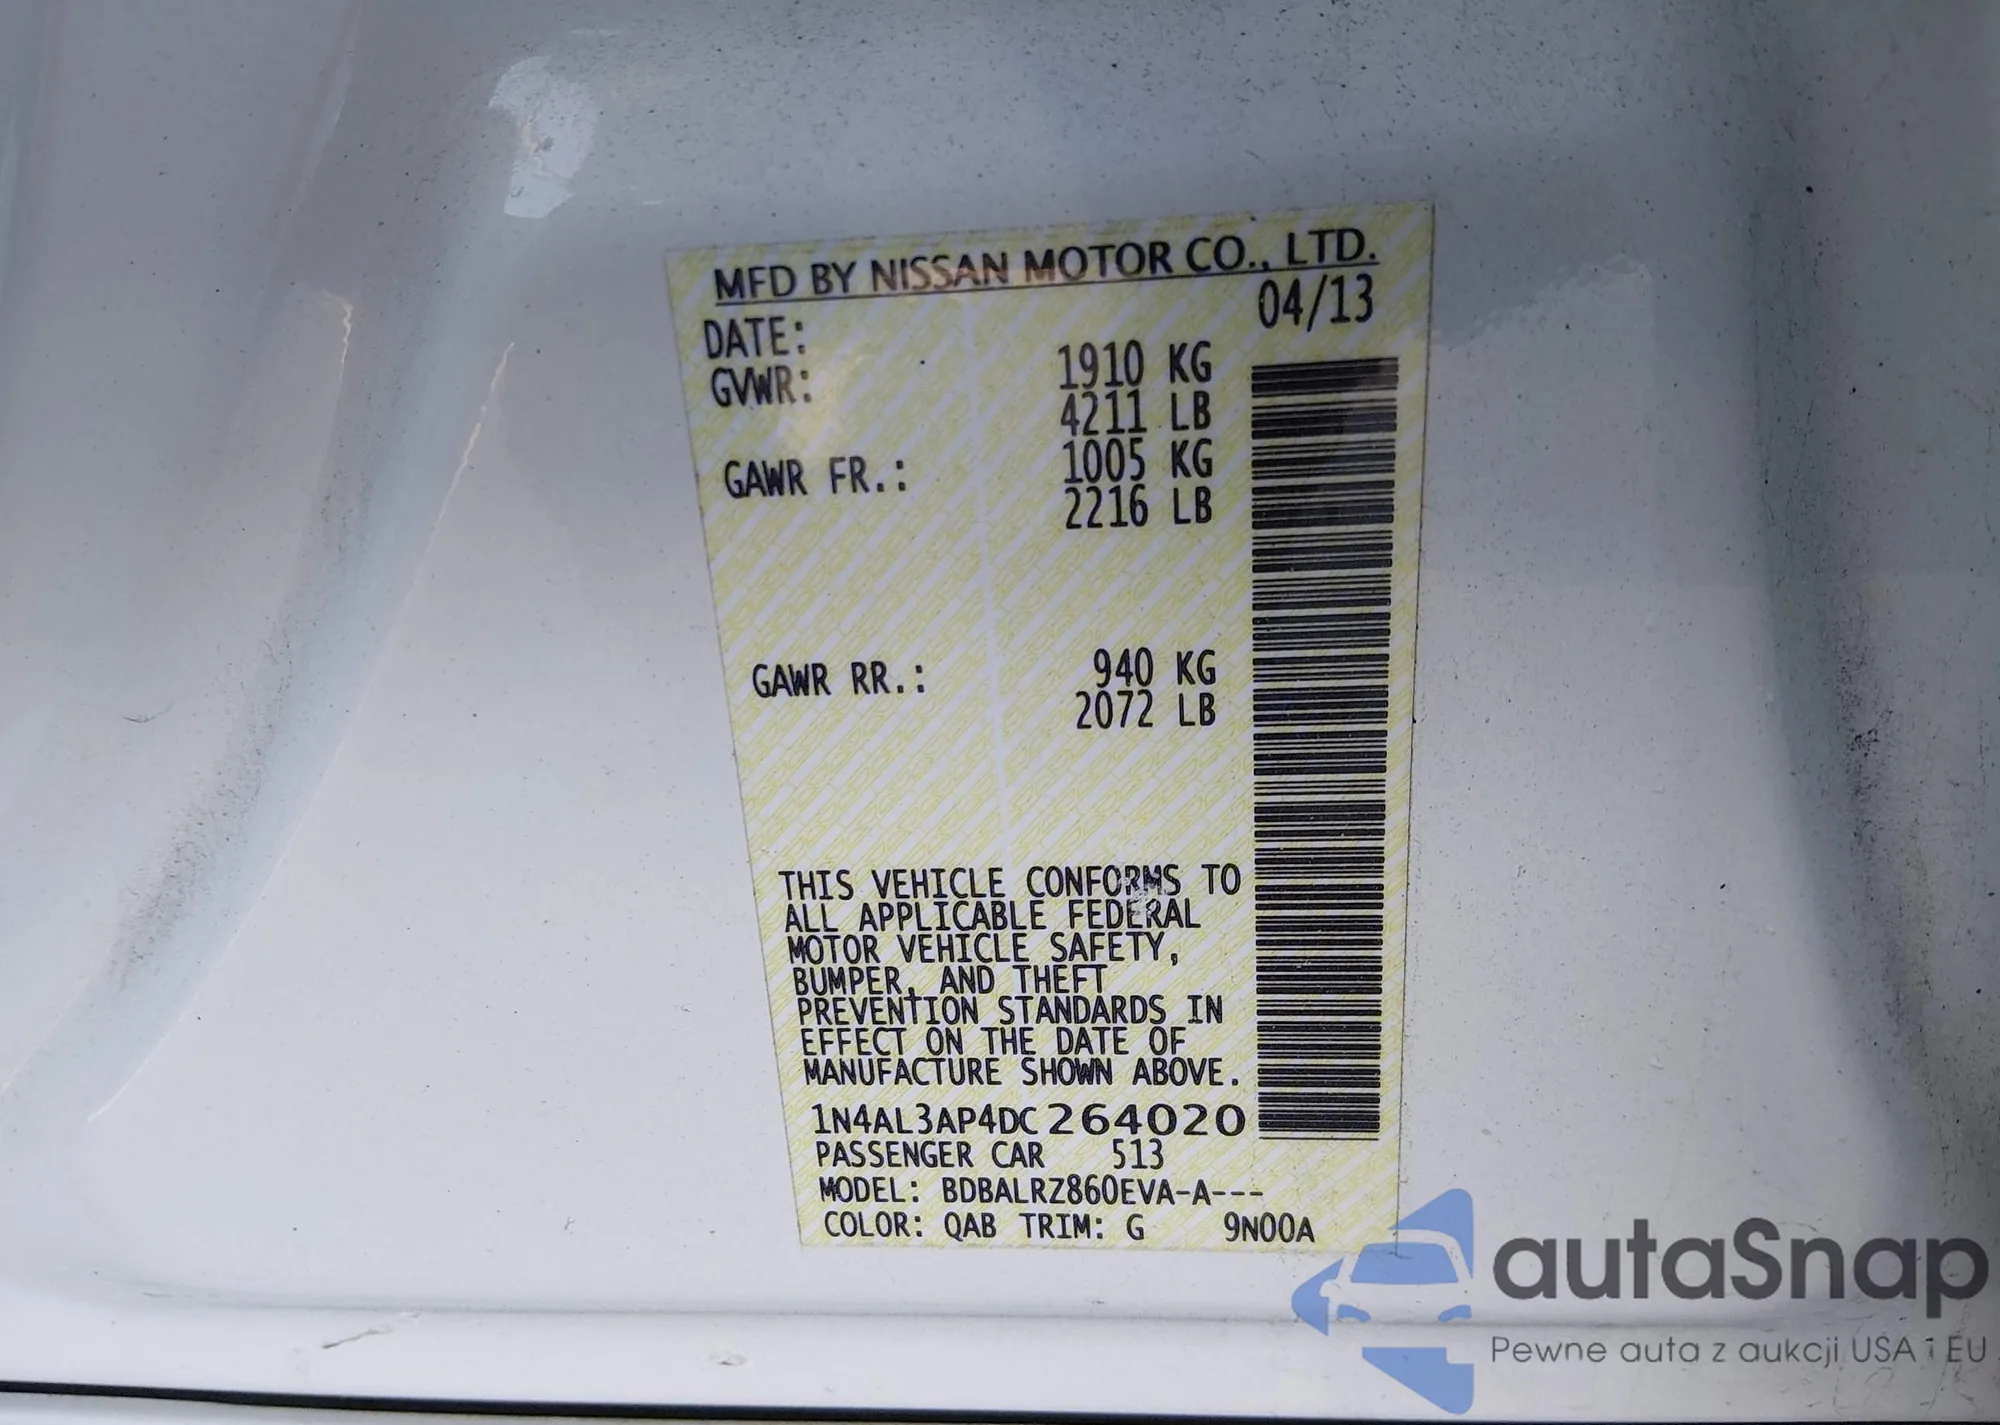 MFD BY NISSAN MOTOR CO., LTD.
DATE: 04/13
GVWR: 1910 KG
4211 LB
GAWR FR.: 1005 KG
2216 LB
GAWR RR.: 940 KG
2072 LB
THIS VEHICLE CONFORMS TO
ALL APPLICABLE FEDERAL
MOTOR VEHICLE SAFETY,
BUMPER, AND THEFT
PREVENTION STANDARDS IN
EFFECT ON THE DATE OF
MANUFACTURE SHOWN ABOVE.
1N4AL3AP4DC264020
PASSENGER CAR 513
MODEL: BDBALRZ860EVA-A---
COLOR: QAB TRIM: G 9N00A
autaSnap
Pewne auta z aukcji USA i EU